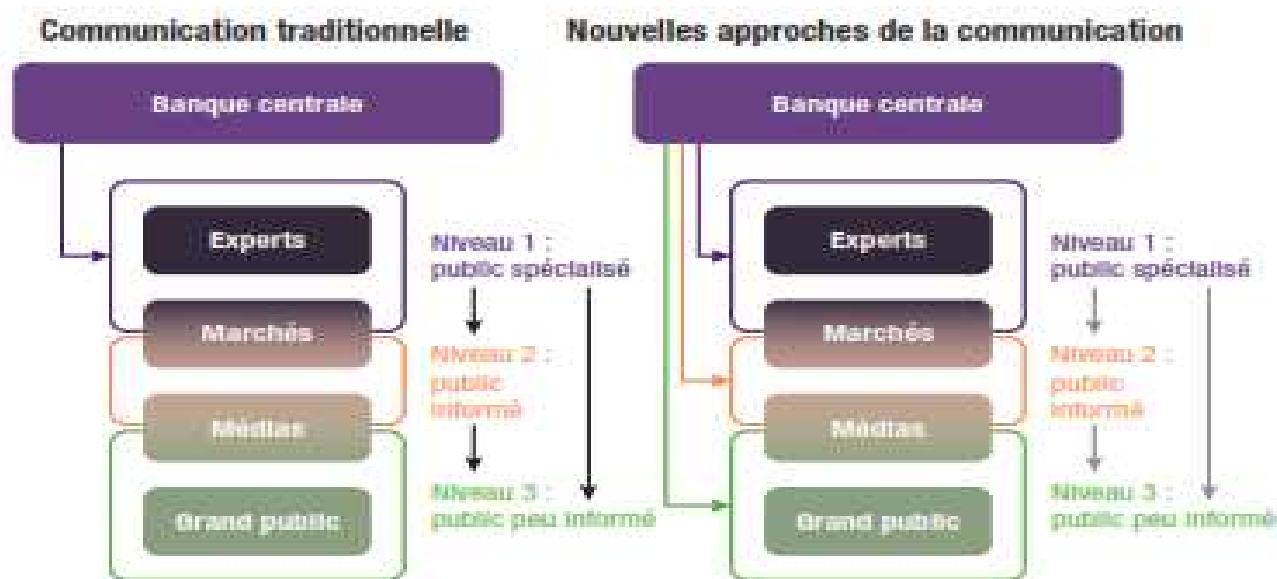 Communication traditionnelle
Banque centrale
Experts
Marchés
Médias
Grand public
Niveau 1 :
public spécialisé
Niveau 2 :
public
informé
Niveau 3 :
public peu informé
Nouvelles approches de la communication
Banque centrale
Experts
Marchés
Médias
Grand public
Niveau 1 :
public spécialisé
Niveau 2 :
public
informé
Niveau 3 :
public peu informé